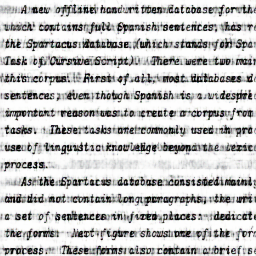 A new offline handwritten database for the
which contains full Spanish sentences, has r
the Spartacus database (which stands for Spa
Task of Cursive Script). There were two mai
this corpus. First of all, most databases d
sentences, even though Spanish is a widespre
important reason was to create a corpus from
tasks. These tasks are commonly used in pra
use of linguistic knowledge beyond the lexic
process.
As the Spartacus database consisted mainly
and did not contain long paragraphs, the wri
a set of sentences in fixed places: dedicate
the forms. Next figure shows one of the for
process. These forms also contain a brief se